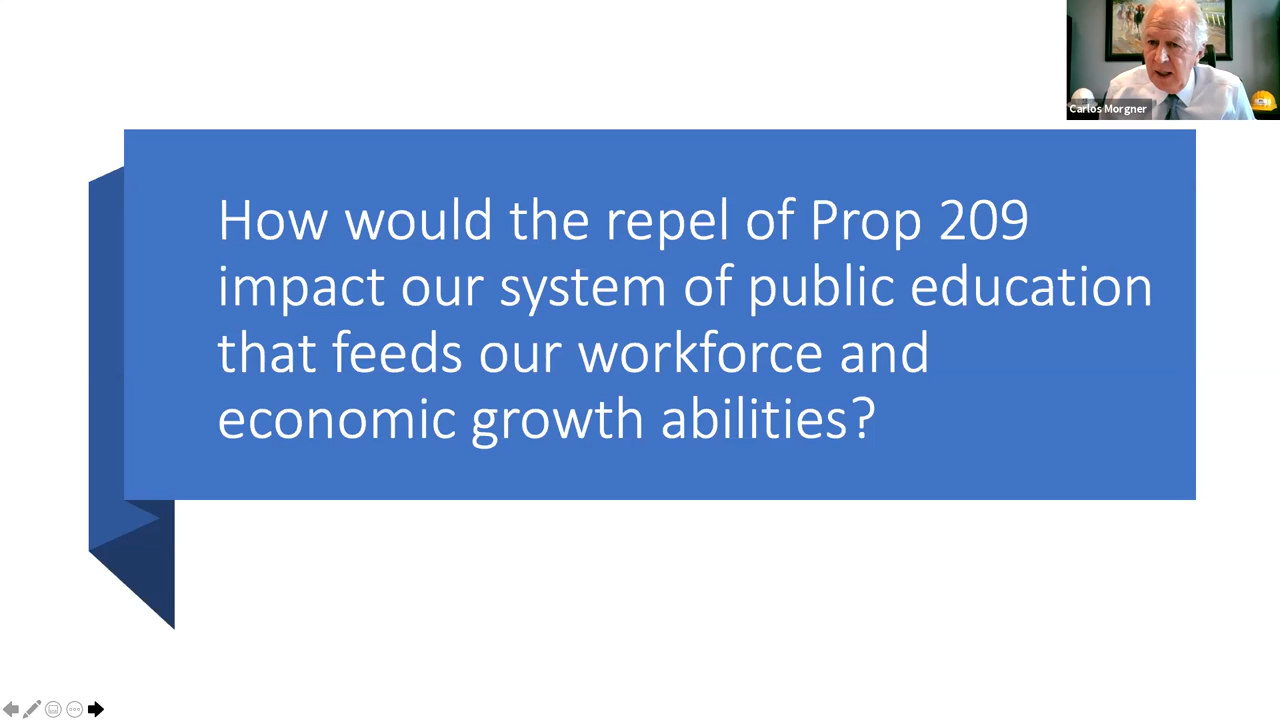 Carlos Morgner
How would the repel of Prop 209
impact our system of public education
that feeds our workforce and
economic growth abilities?